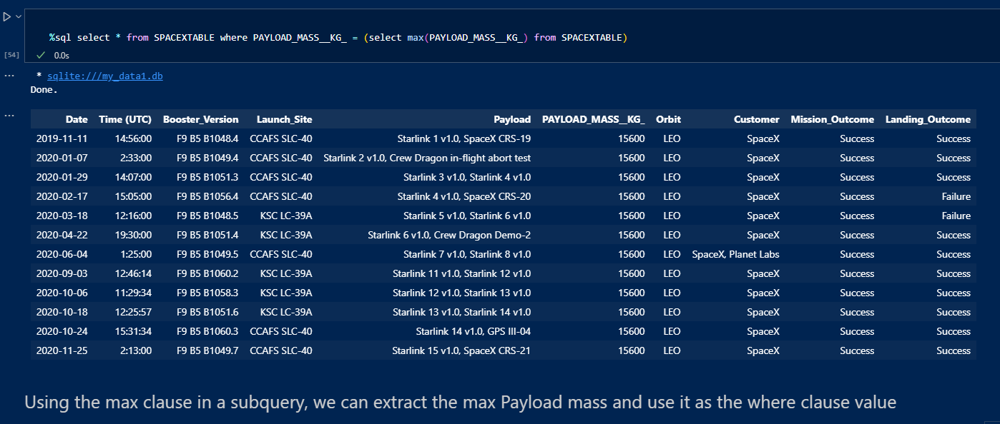 %sql select * from SPACEXTABLE where PAYLOAD_MASS__KG_ = (select max(PAYLOAD_MASS__KG_) from SPACEXTABLE)
[54] ✓ 0.0s
... * sqlite:///my_data1.db
Done.
...
Date Time (UTC) Booster_Version Launch_Site Payload PAYLOAD_MASS__KG_ Orbit Customer Mission_Outcome Landing_Outcome
2019-11-11 14:56:00 F9 B5 B1048.4 CCAFS SLC-40 Starlink 1 v1.0, SpaceX CRS-19 15600 LEO SpaceX Success Success
2020-01-07 2:33:00 F9 B5 B1049.4 CCAFS SLC-40 Starlink 2 v1.0, Crew Dragon in-flight abort test 15600 LEO SpaceX Success Success
2020-01-29 14:07:00 F9 B5 B1051.3 CCAFS SLC-40 Starlink 3 v1.0, Starlink 4 v1.0 15600 LEO SpaceX Success Success
2020-02-17 15:05:00 F9 B5 B1056.4 CCAFS SLC-40 Starlink 4 v1.0, SpaceX CRS-20 15600 LEO SpaceX Success Failure
2020-03-18 12:16:00 F9 B5 B1048.5 KSC LC-39A Starlink 5 v1.0, Starlink 6 v1.0 15600 LEO SpaceX Success Failure
2020-04-22 19:30:00 F9 B5 B1051.4 KSC LC-39A Starlink 6 v1.0, Crew Dragon Demo-2 15600 LEO SpaceX Success Success
2020-06-04 1:25:00 F9 B5 B1049.5 CCAFS SLC-40 Starlink 7 v1.0, Starlink 8 v1.0 15600 LEO SpaceX, Planet Labs Success Success
2020-09-03 12:46:14 F9 B5 B1060.2 KSC LC-39A Starlink 11 v1.0, Starlink 12 v1.0 15600 LEO SpaceX Success Success
2020-10-06 11:29:34 F9 B5 B1058.3 KSC LC-39A Starlink 12 v1.0, Starlink 13 v1.0 15600 LEO SpaceX Success Success
2020-10-18 12:25:57 F9 B5 B1051.6 KSC LC-39A Starlink 13 v1.0, Starlink 14 v1.0 15600 LEO SpaceX Success Success
2020-10-24 15:31:34 F9 B5 B1060.3 CCAFS SLC-40 Starlink 14 v1.0, GPS III-04 15600 LEO SpaceX Success Success
2020-11-25 2:13:00 F9 B5 B1049.7 CCAFS SLC-40 Starlink 15 v1.0, SpaceX CRS-21 15600 LEO SpaceX Success Success
Using the max clause in a subquery, we can extract the max Payload mass and use it as the where clause value